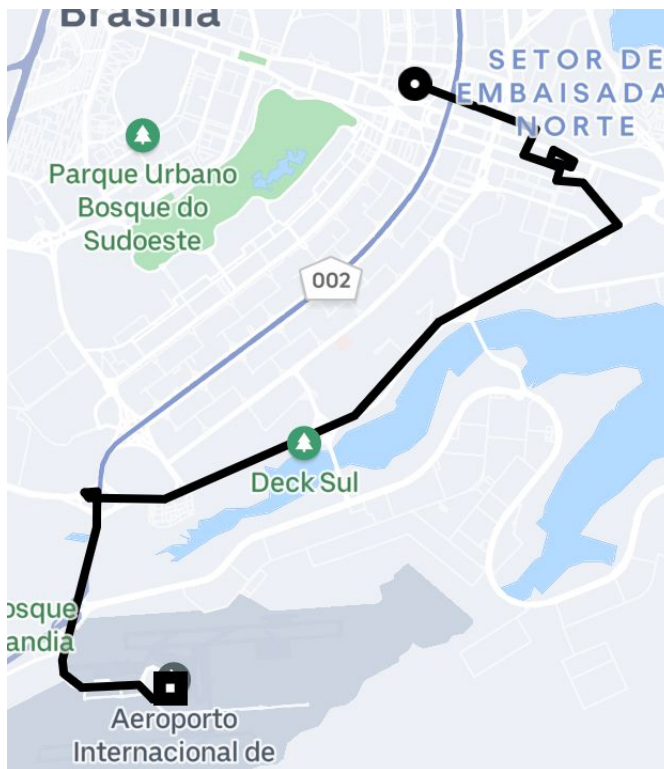 Brasília
SETOR DE
EMBAISADA
NORTE
Parque Urbano
Bosque do
Sudoeste
002
Deck Sul
osque
andia
Aeroporto
Internacional de